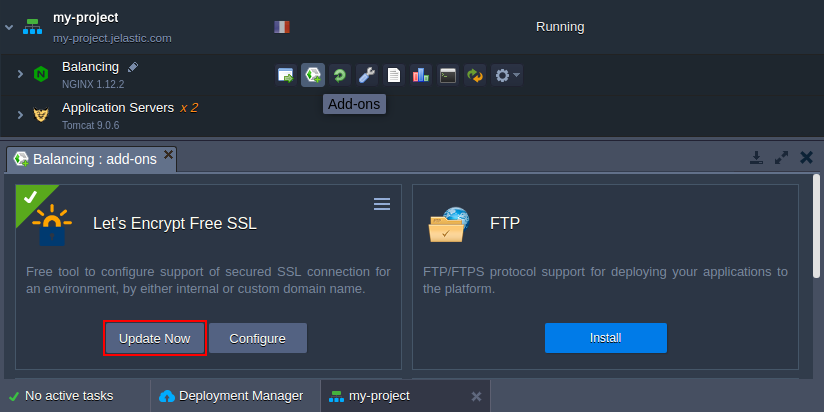 my-project
my-project.jelastic.com
Running
Balancing
NGINX 1.12.2
Add-ons
Application Servers x 2
Tomcat 9.0.6
Balancing : add-ons
Let's Encrypt Free SSL
Free tool to configure support of secured SSL connection for
an environment, by either internal or custom domain name.
Update Now
Configure
FTP
FTP/FTPS protocol support for deploying your applications to
the platform.
Install
No active tasks
Deployment Manager
my-project